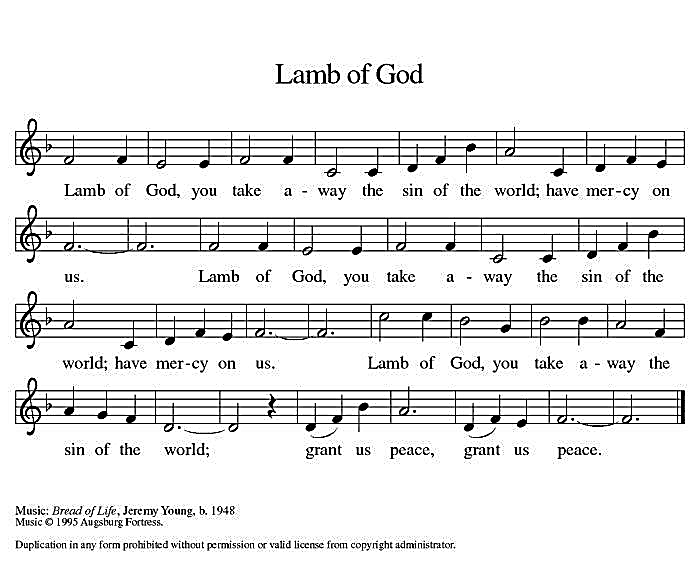 Lamb of God
Lamb of God, you take a - way the sin of the world; have mer - cy on
us. Lamb of God, you take a - way the sin of the
world; have mer - cy on us. Lamb of God, you take a - way the
sin of the world; grant us peace, grant us peace.
Music: Bread of Life, Jeremy Young, b. 1948
Music © 1995 Augsburg Fortress.
Duplication in any form prohibited without permission or valid license from copyright administrator.